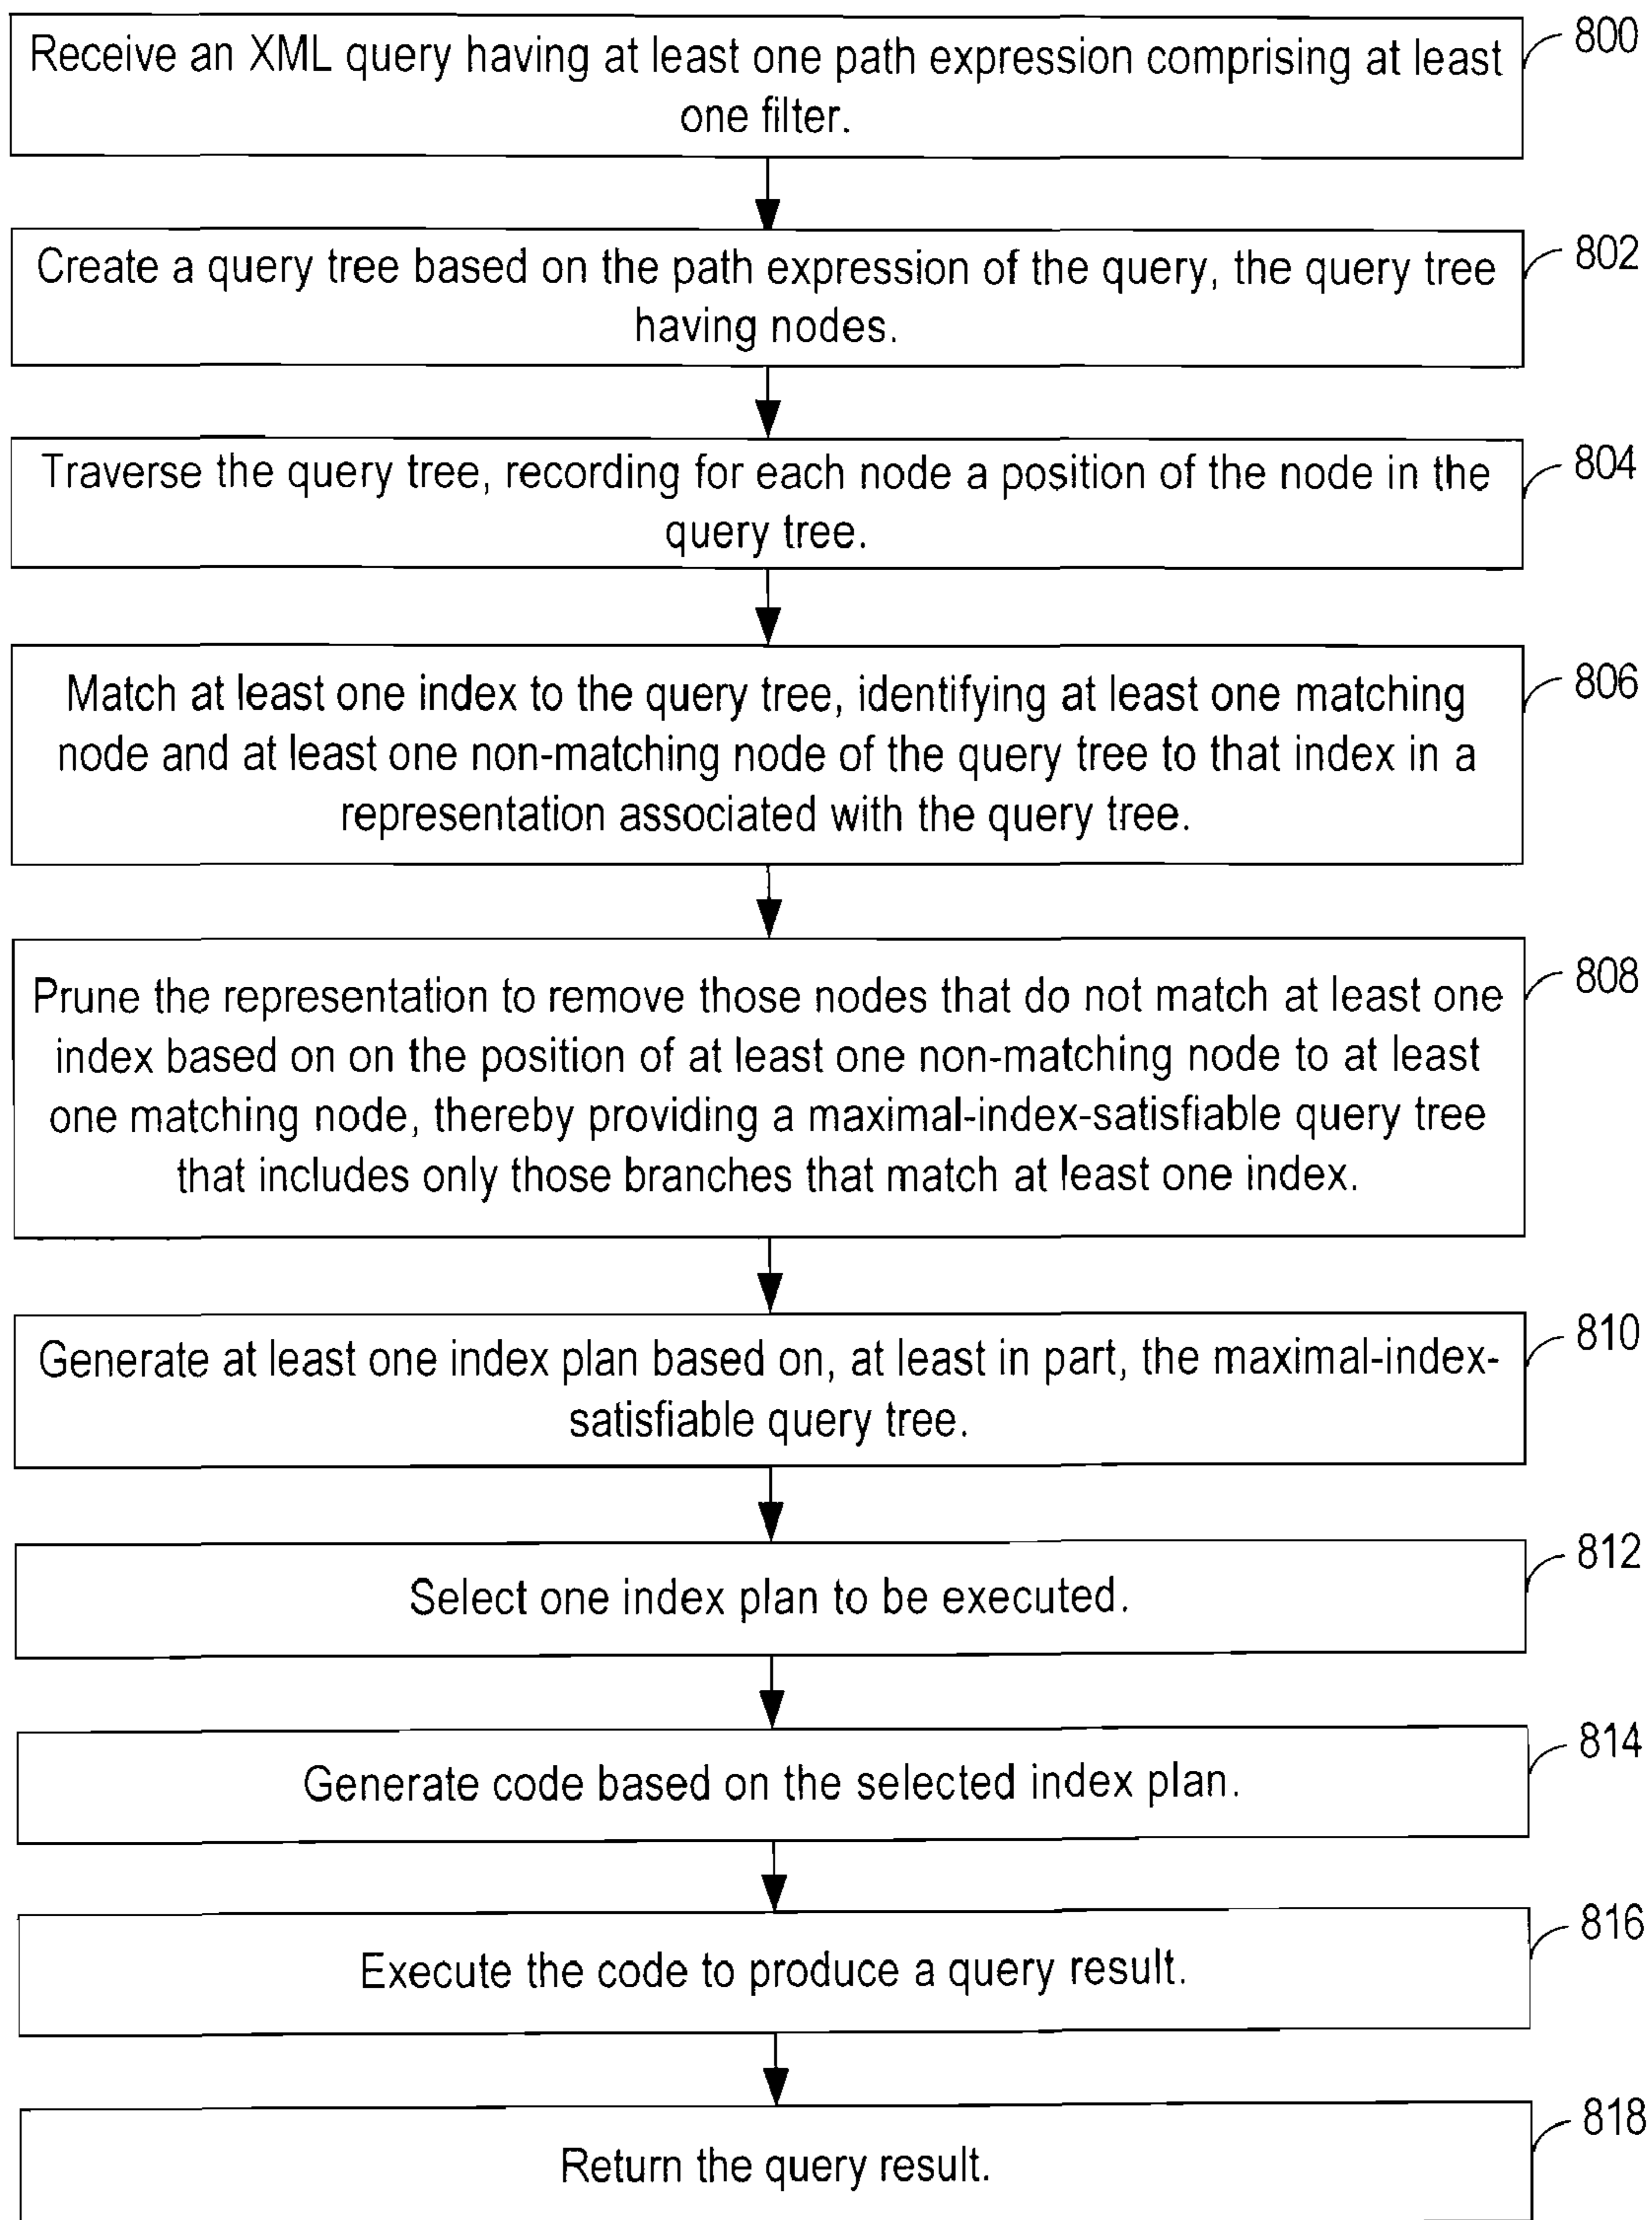 Receive an XML query having at least one path expression comprising at least
one filter.
800
Create a query tree based on the path expression of the query, the query tree
having nodes.
802
Traverse the query tree, recording for each node a position of the node in the
query tree.
804
Match at least one index to the query tree, identifying at least one matching
node and at least one non-matching node of the query tree to that index in a
representation associated with the query tree.
806
Prune the representation to remove those nodes that do not match at least one
index based on on the position of at least one non-matching node to at least
one matching node, thereby providing a maximal-index-satisfiable query tree
that includes only those branches that match at least one index.
808
Generate at least one index plan based on, at least in part, the maximal-index-
satisfiable query tree.
810
Select one index plan to be executed.
812
Generate code based on the selected index plan.
814
Execute the code to produce a query result.
816
Return the query result.
818